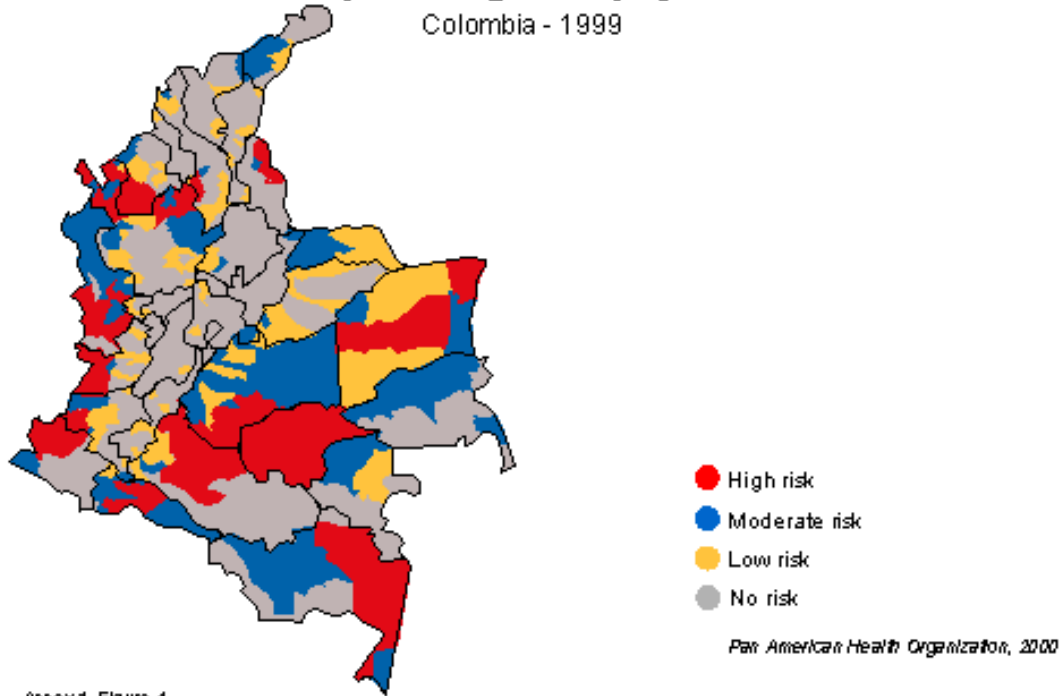 Colombia - 1999
High risk
Moderate risk
Low risk
No risk
Pan American Health Organization, 2000